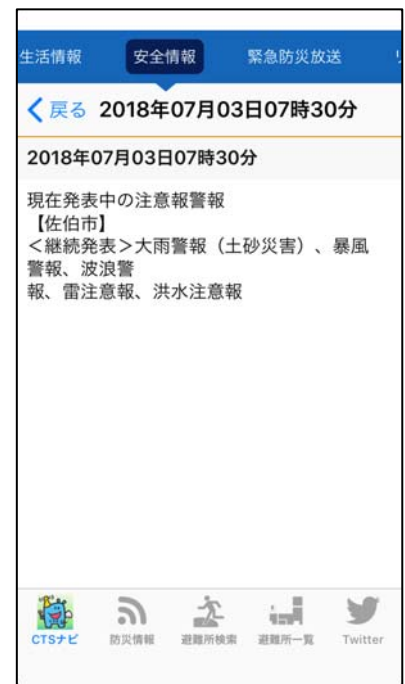 生活情報 安全情報 緊急防災放送
戻る 2018年07月03日07時30分
2018年07月03日07時30分
現在発表中の注意報警報
【佐伯市】
<継続発表>大雨警報（土砂災害）、暴風
警報、波浪警
報、雷注意報、洪水注意報
CTSナビ 防災情報 避難所検索 避難所一覧 Twitter